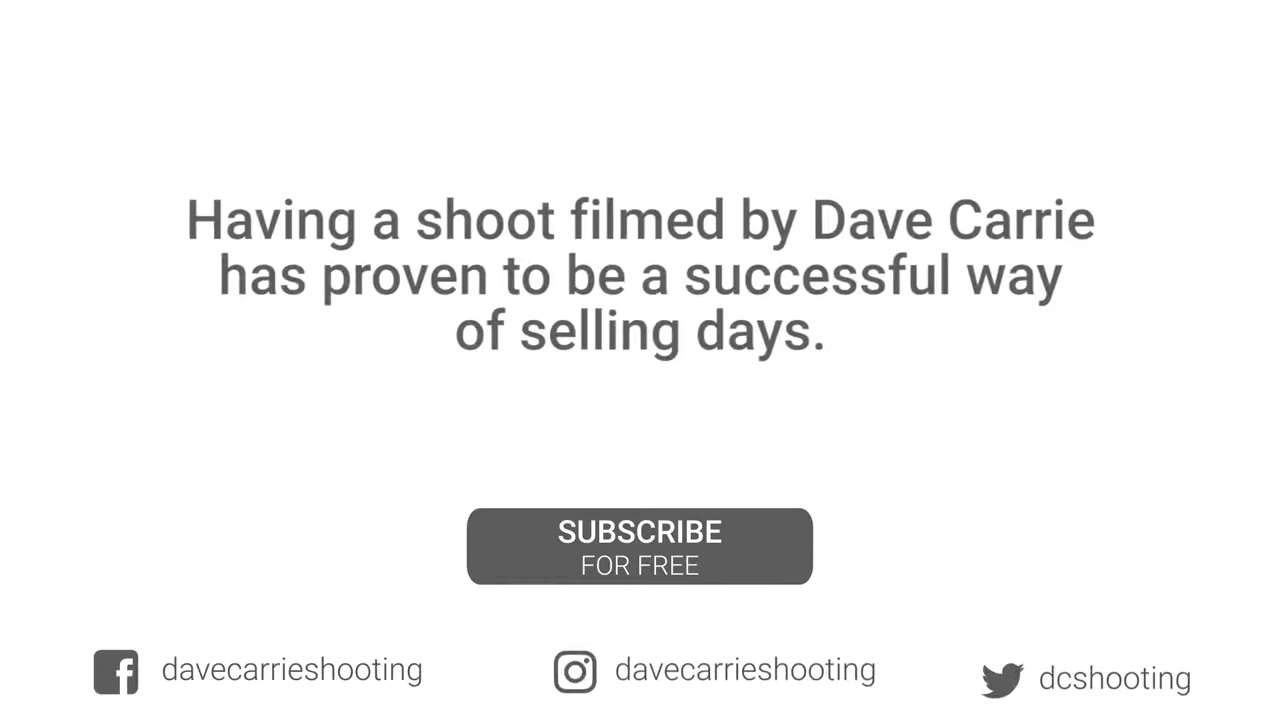 Having a shoot filmed by Dave Carrie
has proven to be a successful way
of selling days.
SUBSCRIBE
FOR FREE
davecarrieshooting
davecarrieshooting
dcshooting